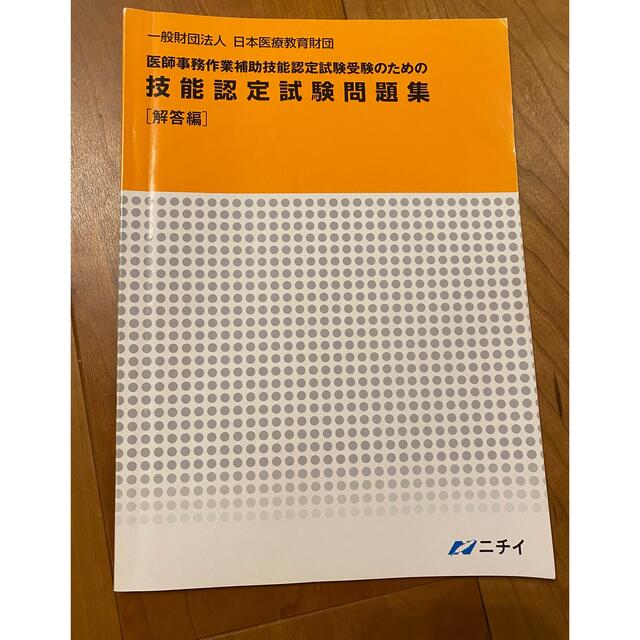 一般財団法人 日本医療教育財団
医師事務作業補助技能認定試験受験のための
技能認定試験問題集
[解答編]
ニチイ